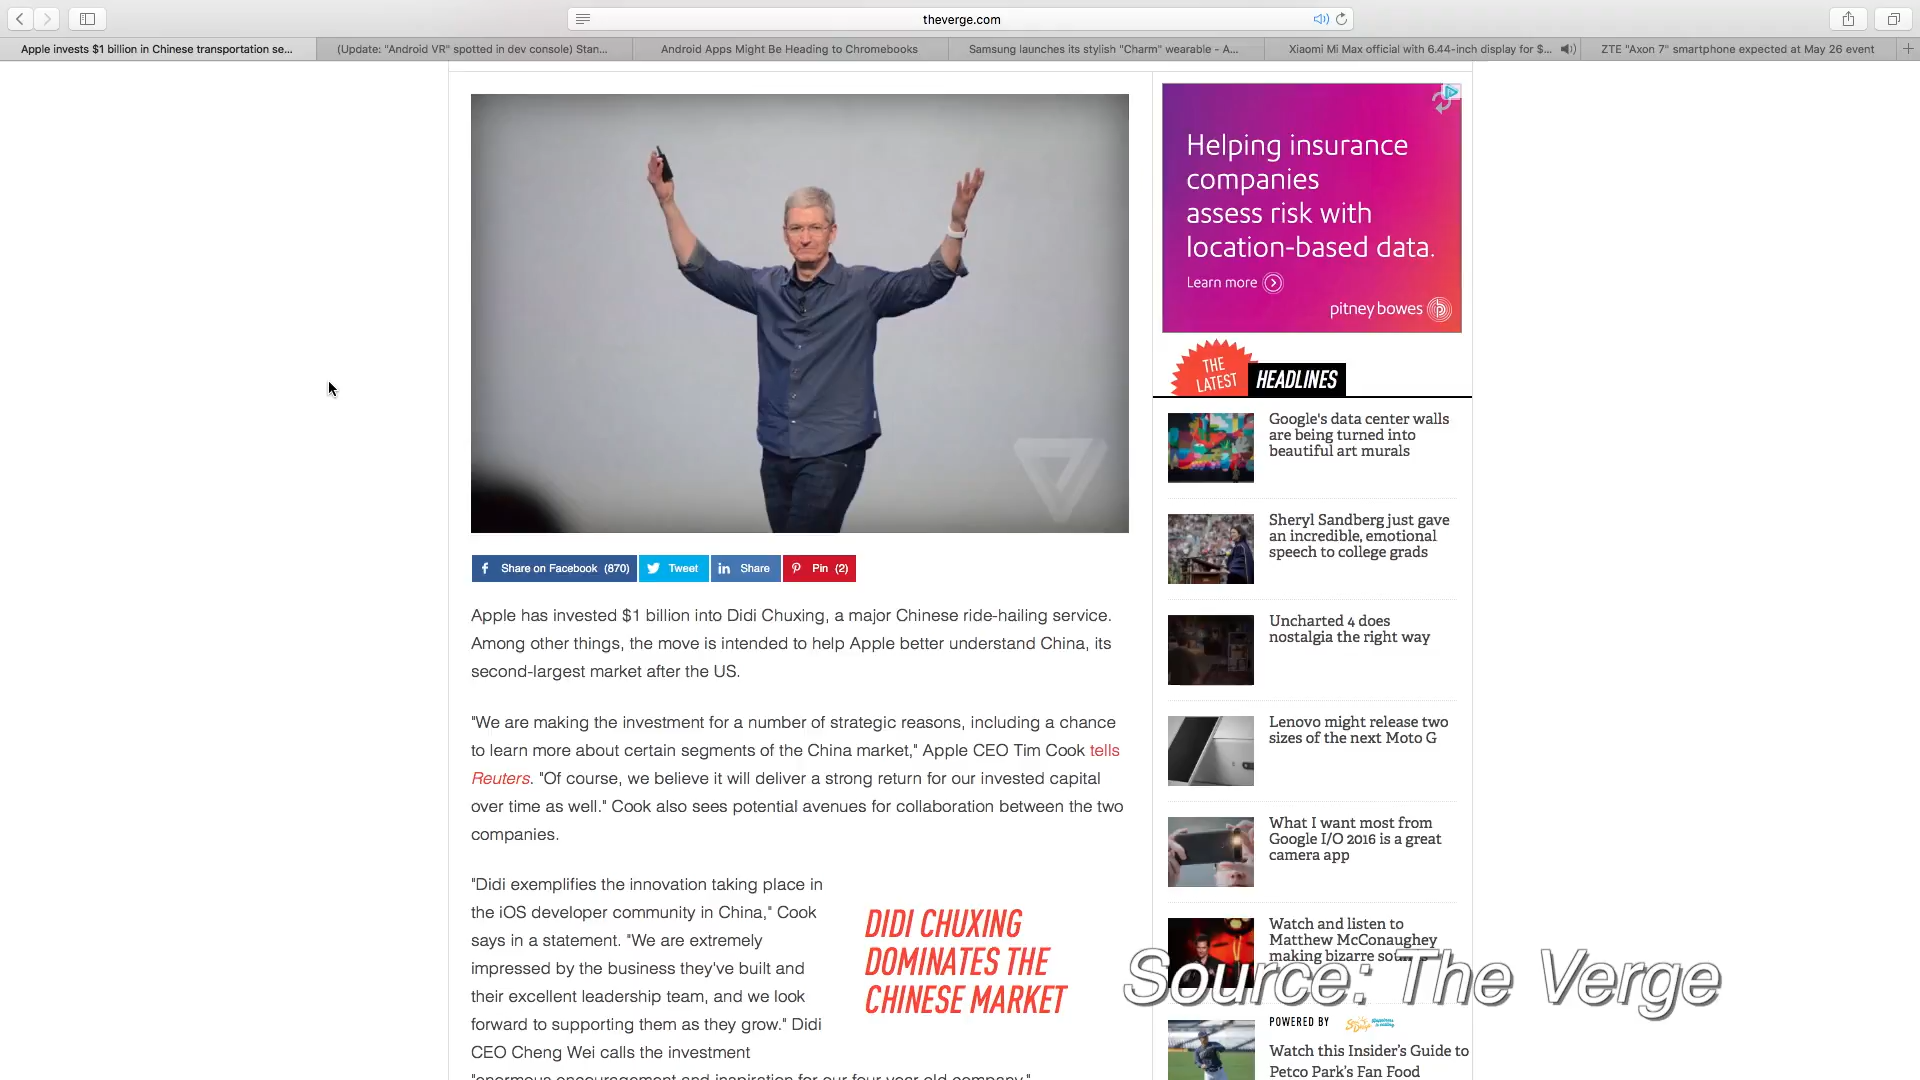 theverge.com
Apple invests $1 billion in Chinese transportation se...
(Update: "Android VR" spotted in dev console) Stan...
Android Apps Might Be Heading to Chromebooks
Samsung launches its stylish "Charm" wearable - A...
Xiaomi Mi Max official with 6.44-inch display for $...
ZTE "Axon 7" smartphone expected at May 26 event
Helping insurance
companies
assess risk with
location-based data.
Learn more
pitney bowes
Share on Facebook (870)
Tweet
in Share
Pin (2)
Apple has invested $1 billion into Didi Chuxing, a major Chinese ride-hailing service.
Among other things, the move is intended to help Apple better understand China, its
second-largest market after the US.
"We are making the investment for a number of strategic reasons, including a chance
to learn more about certain segments of the China market," Apple CEO Tim Cook tells
Reuters. "Of course, we believe it will deliver a strong return for our invested capital
over time as well." Cook also sees potential avenues for collaboration between the two
companies.
"Didi exemplifies the innovation taking place in
the iOS developer community in China," Cook
says in a statement. "We are extremely
impressed by the business they've built and
their excellent leadership team, and we look
forward to supporting them as they grow." Didi
CEO Cheng Wei calls the investment
"enormous encouragement and inspiration for our four year old company."
DIDI CHUXING
DOMINATES THE
CHINESE MARKET
THE
LATEST
HEADLINES
Google's data center walls
are being turned into
beautiful art murals
Sheryl Sandberg just gave
an incredible, emotional
speech to college grads
Uncharted 4 does
nostalgia the right way
Lenovo might release two
sizes of the next Moto G
What I want most from
Google I/O 2016 is a great
camera app
Watch and listen to
Matthew McConaughey
making bizarre
Source: The Verge
POWERED BY
Watch this Insider's Guide to
Petco Park's Fan Food